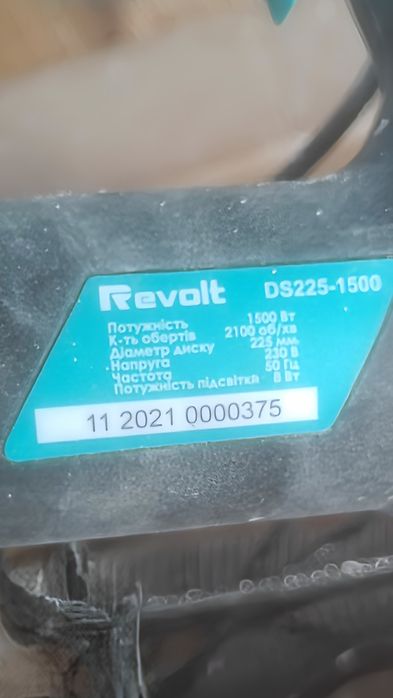 Revolt DS225-1500
Потужність 1500 Вт
К-ть обертів 2100 об/хв
Діаметр диску 225 мм
Напруга 230 В
Частота 50 Гц
Потужність підсвітки 8 Вт
11 2021 0000375